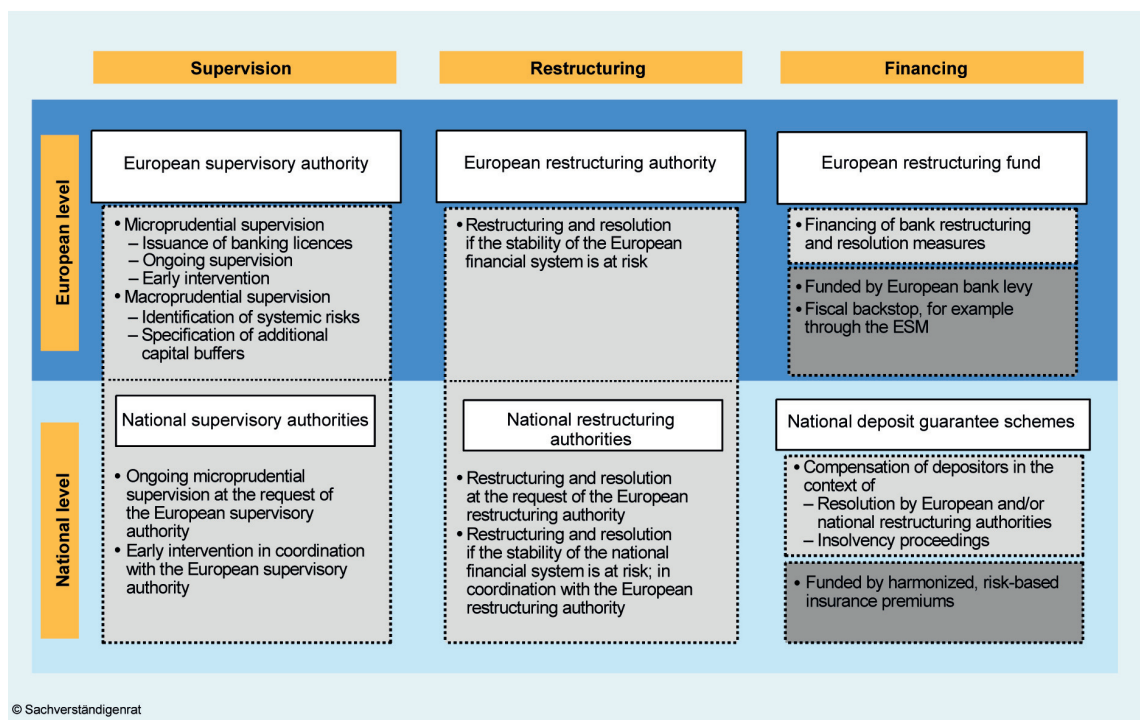 Supervision
Restructuring
Financing
European level
European supervisory authority
• Microprudential supervision
– Issuance of banking licences
– Ongoing supervision
– Early intervention
• Macroprudential supervision
– Identification of systemic risks
– Specification of additional
capital buffers
European restructuring authority
• Restructuring and resolution
if the stability of the European
financial system is at risk
European restructuring fund
• Financing of bank restructuring
and resolution measures
• Funded by European bank levy
• Fiscal backstop, for example
through the ESM
National level
National supervisory authorities
• Ongoing microprudential
supervision at the request of
the European supervisory
authority
• Early intervention in coordination
with the European supervisory
authority
National restructuring
authorities
• Restructuring and resolution
at the request of the European
restructuring authority
• Restructuring and resolution
if the stability of the national
financial system is at risk; in
coordination with the European
restructuring authority
National deposit guarantee schemes
• Compensation of depositors in the
context of
– Resolution by European and/or
national restructuring authorities
– Insolvency proceedings
• Funded by harmonized, risk-based
insurance premiums
© Sachverständigenrat